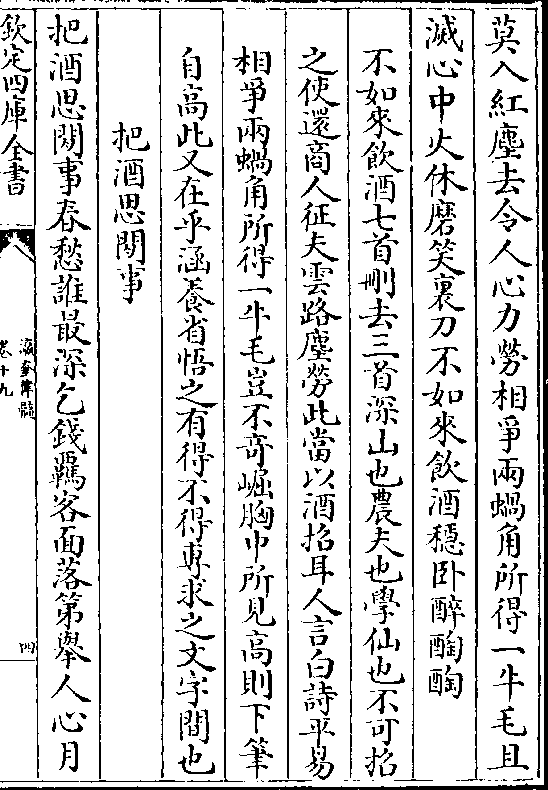 莫入紅塵去令人心力勞相爭兩蝸角所得一牛毛且
滅心中火休磨笑裏刀不如來飲酒穩卧醉陶陶
不如來飲酒七首刪去三首深山也農夫也學仙也不可招
之使還商人征夫雲路塵勞此當以酒招耳人言白詩平易
相爭兩蝸角所得一牛毛豈不奇崛胸中所見高則下筆
自高此又在乎涵養省悟之有得不得專求之文字間也
把酒思閒事
把酒思閒事春愁誰最深乞錢羈客面落第舉人心月
欽定四庫全書
瀛奎律髓
卷十九
四